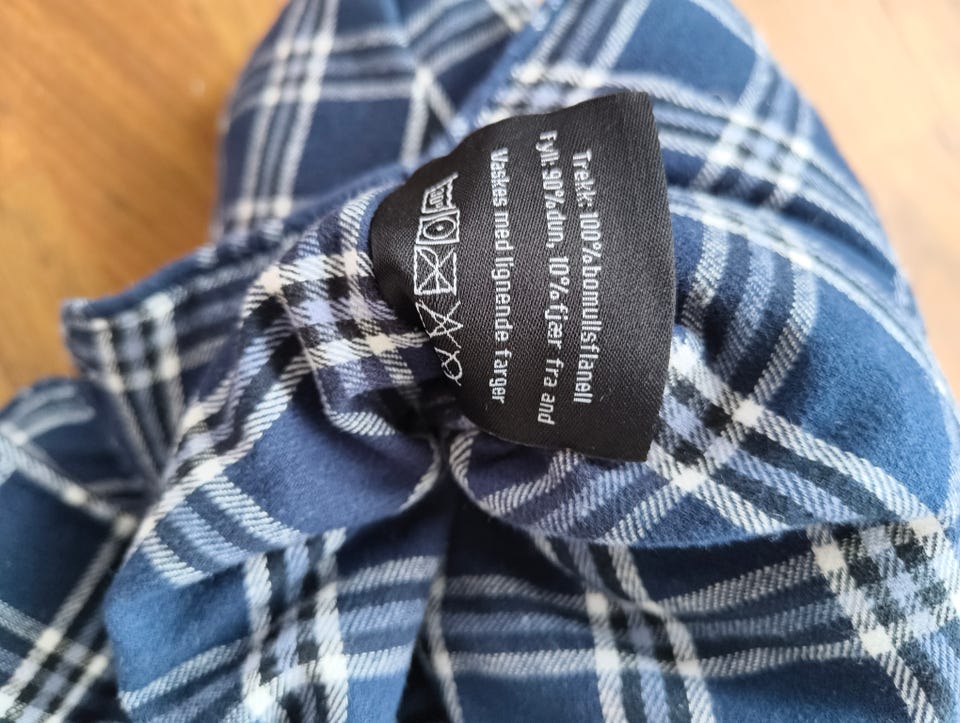 Trekk: 100% bomullsflanell
Fyll: 90% dun, 10% fjær fra and
Vaskes med lignende farger